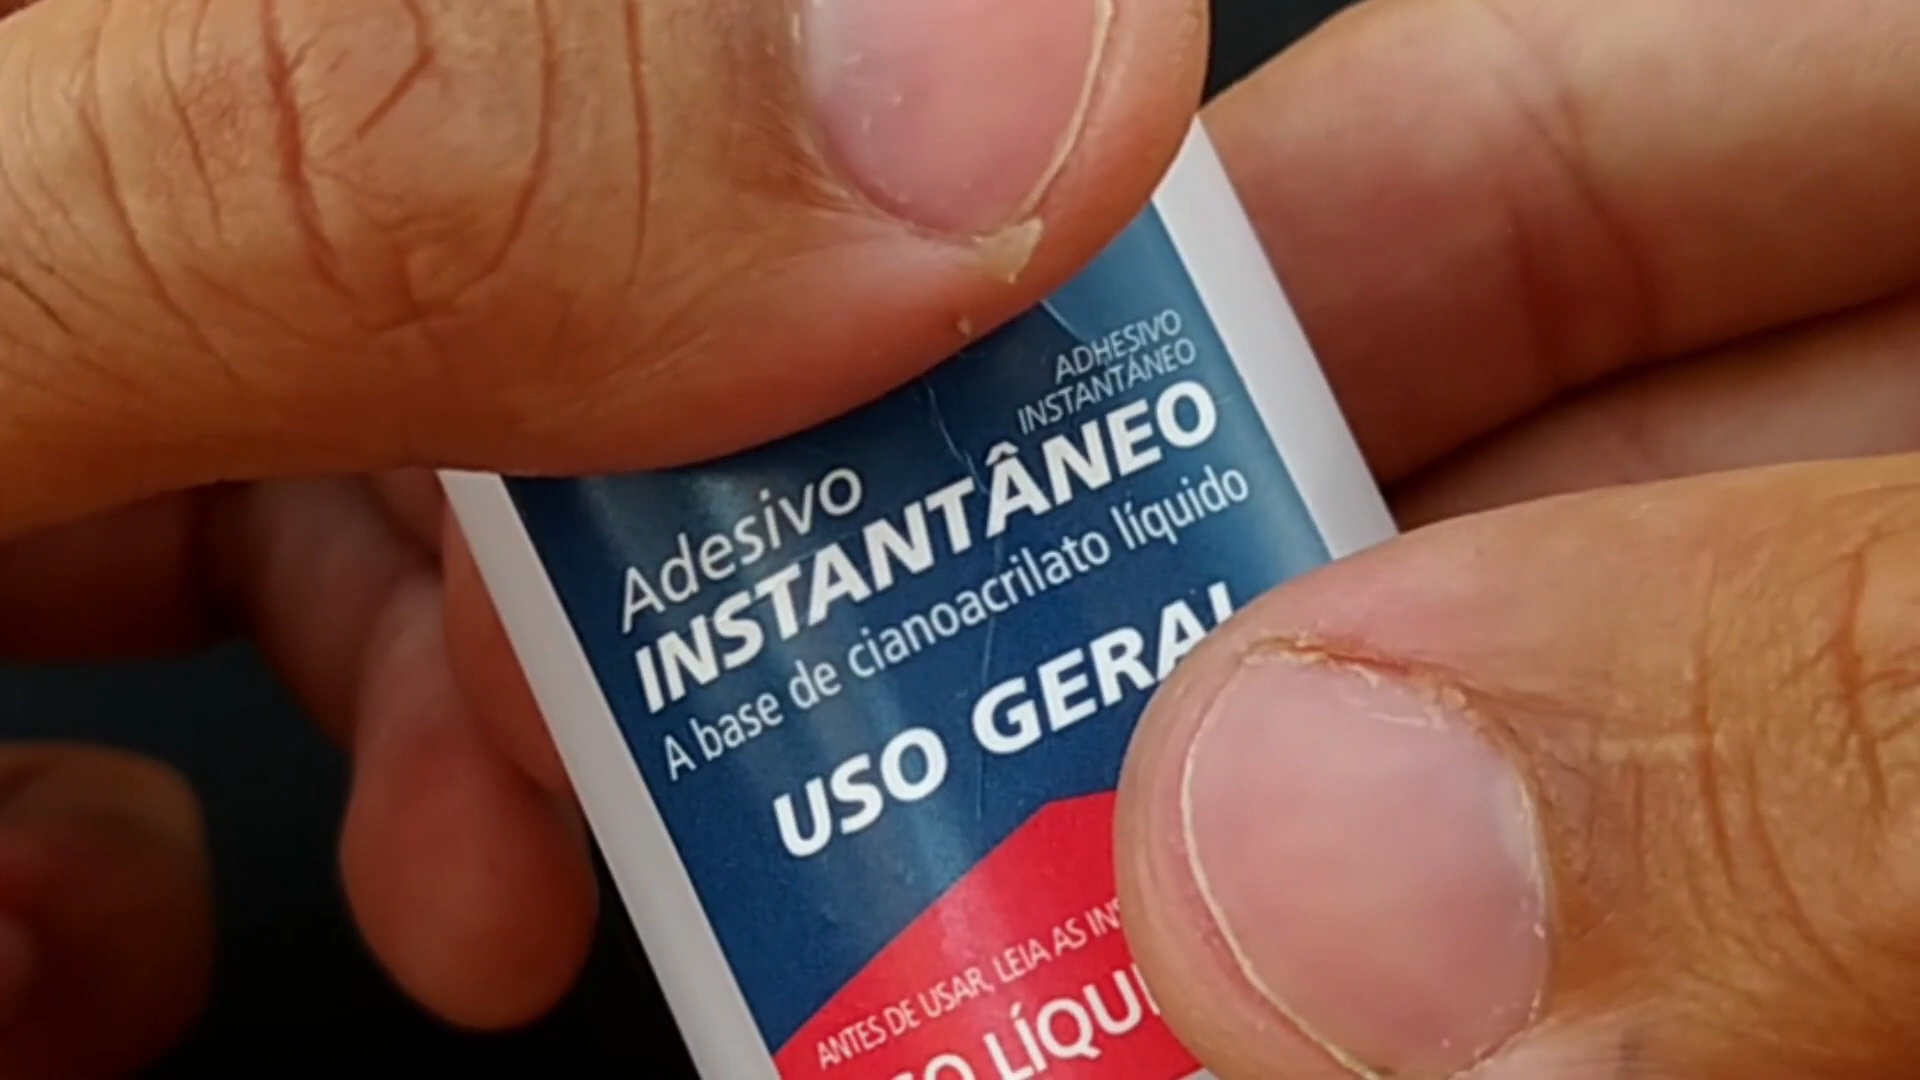 ADHESIVO
INSTANTÁNEO
Adesivo
INSTANTÂNEO
A base de cianoacrilato líquido
USO GERAL
ANTES DE USAR, LEIA AS